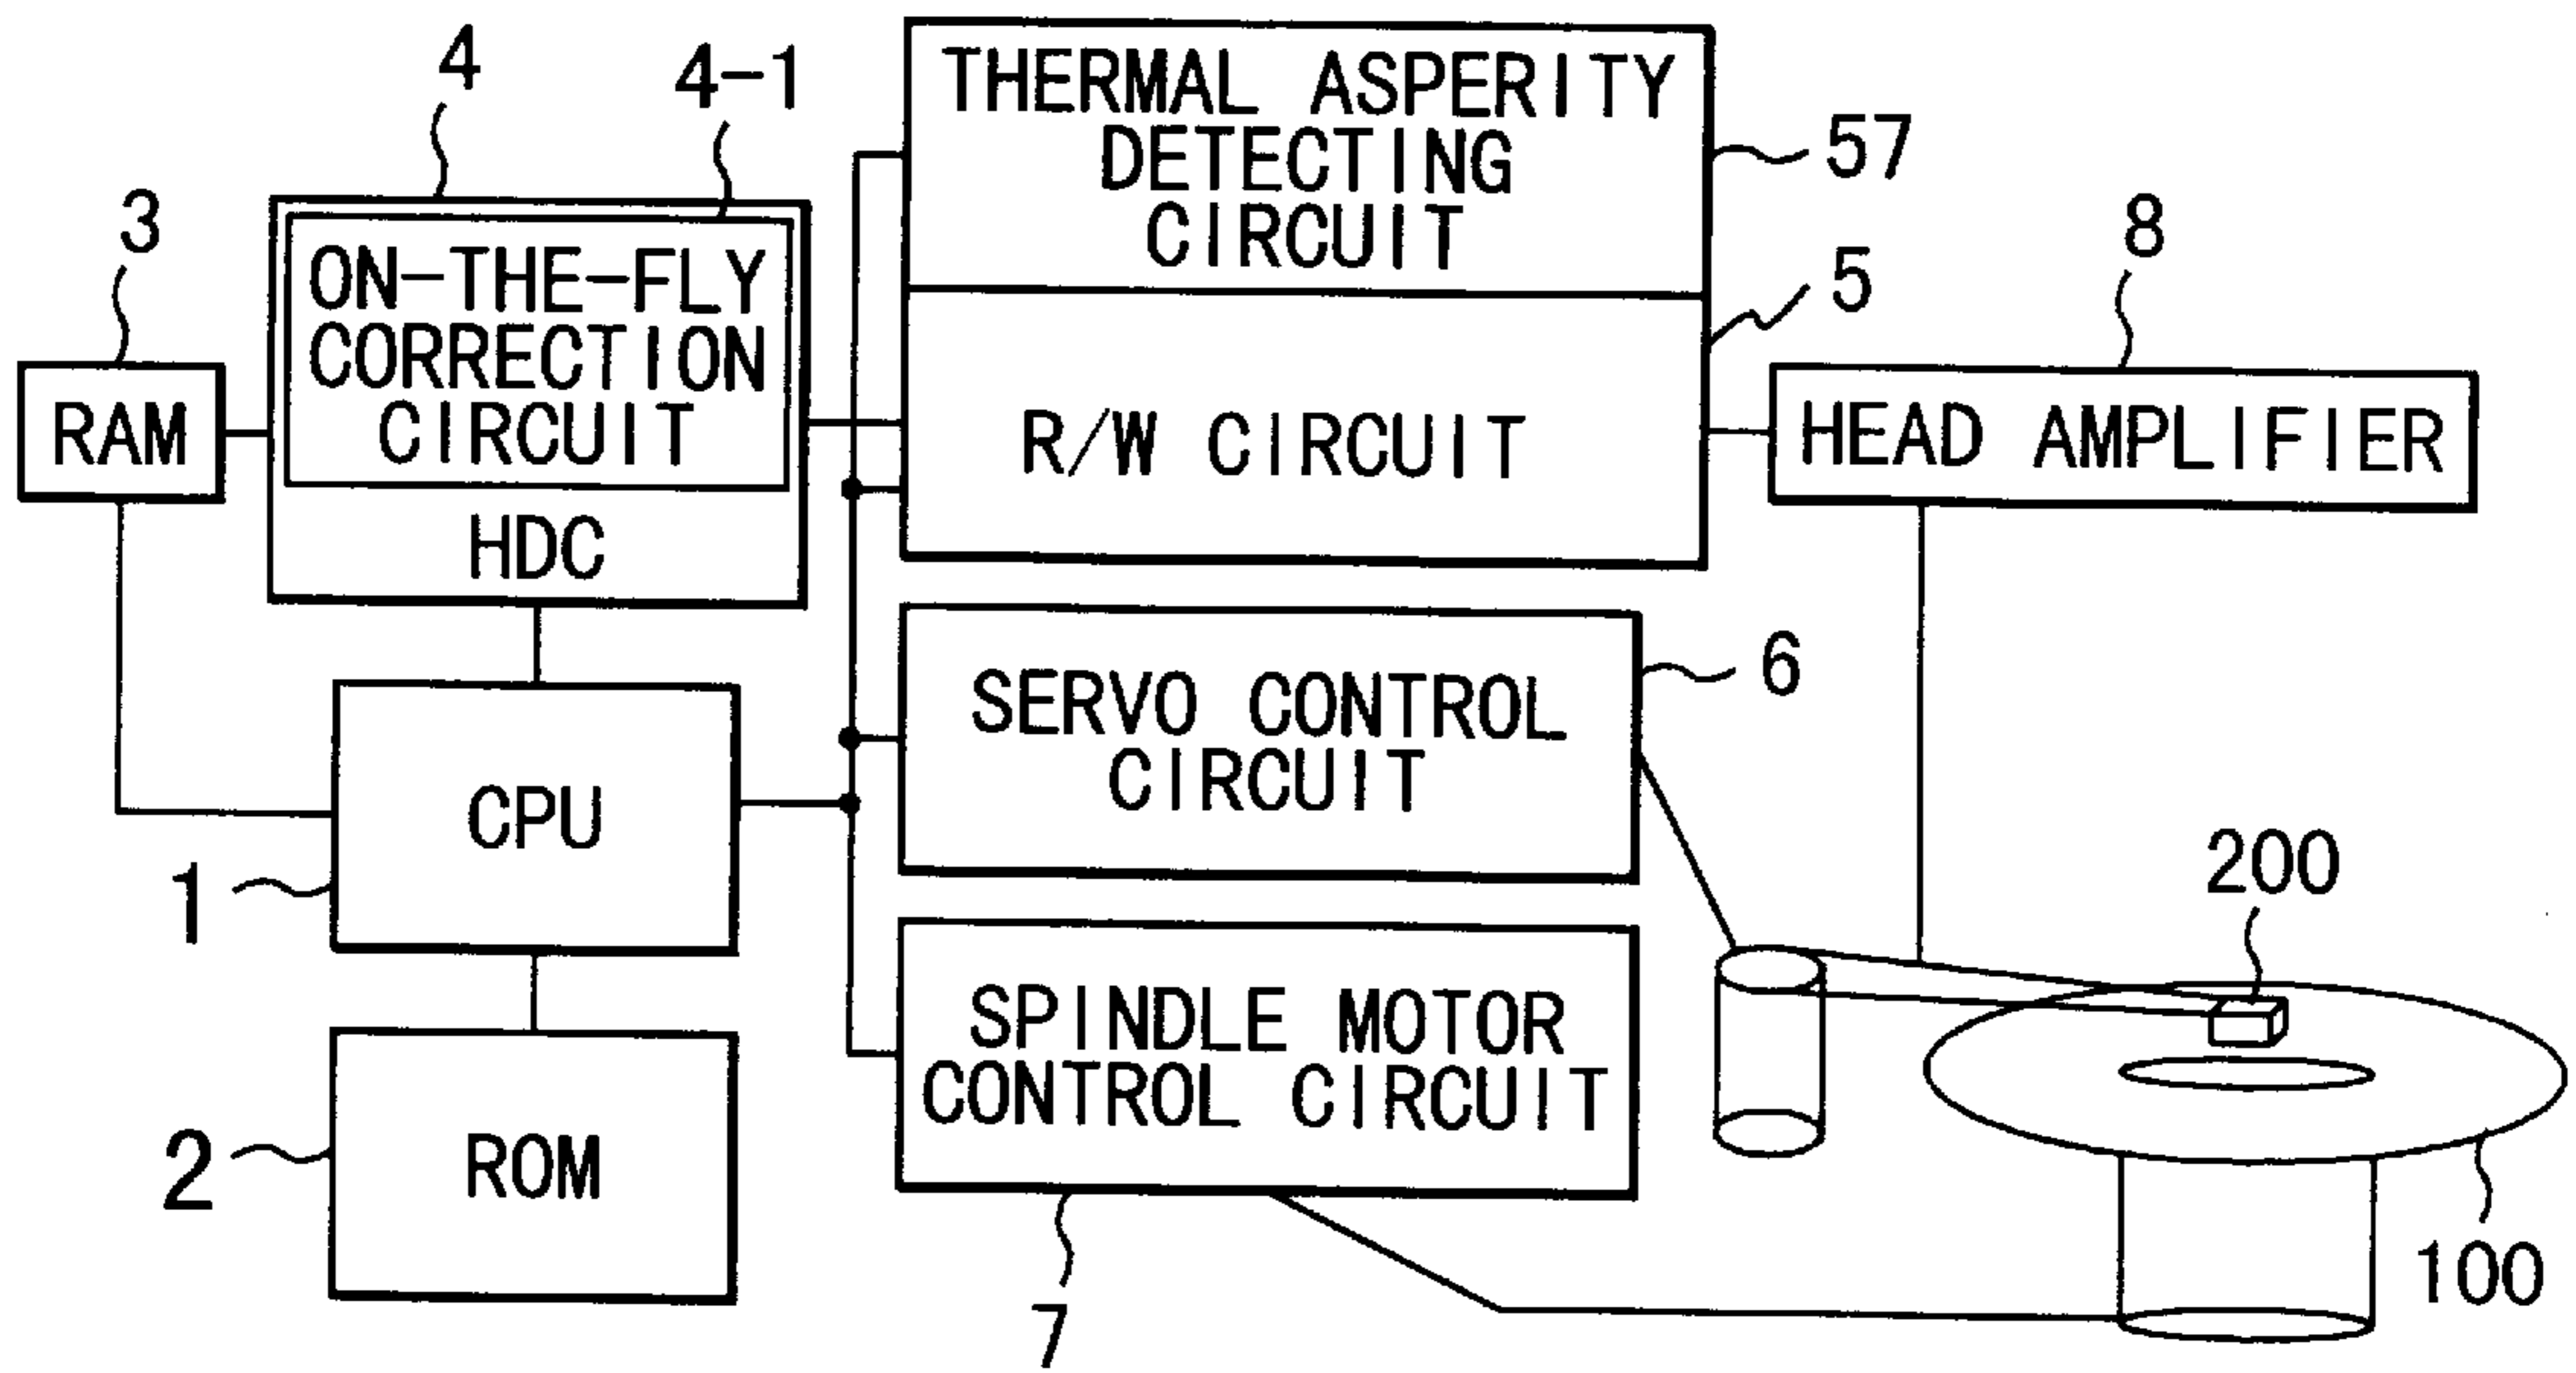 4
4-1
THERMAL ASPERITY
DETECTING
CIRCUIT
57
3
ON-THE-FLY
CORRECTION
CIRCUIT
8
5
RAM
R/W CIRCUIT
HEAD AMPLIFIER
HDC
6
SERVO CONTROL
CIRCUIT
CPU
1
200
SPINDLE MOTOR
CONTROL CIRCUIT
2
ROM
100
7